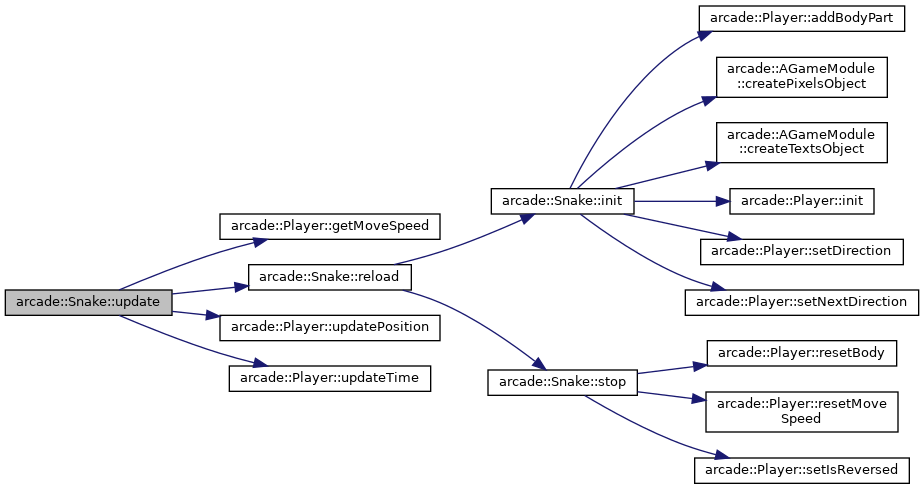 arcade::Snake::update
arcade::Player::getMoveSpeed
arcade::Snake::reload
arcade::Player::updatePosition
arcade::Player::updateTime
arcade::Snake::init
arcade::Snake::stop
arcade::Player::addBodyPart
arcade::AGameModule
::createPixelsObject
arcade::AGameModule
::createTextsObject
arcade::Player::init
arcade::Player::setDirection
arcade::Player::setNextDirection
arcade::Player::resetBody
arcade::Player::resetMove
Speed
arcade::Player::setIsReversed